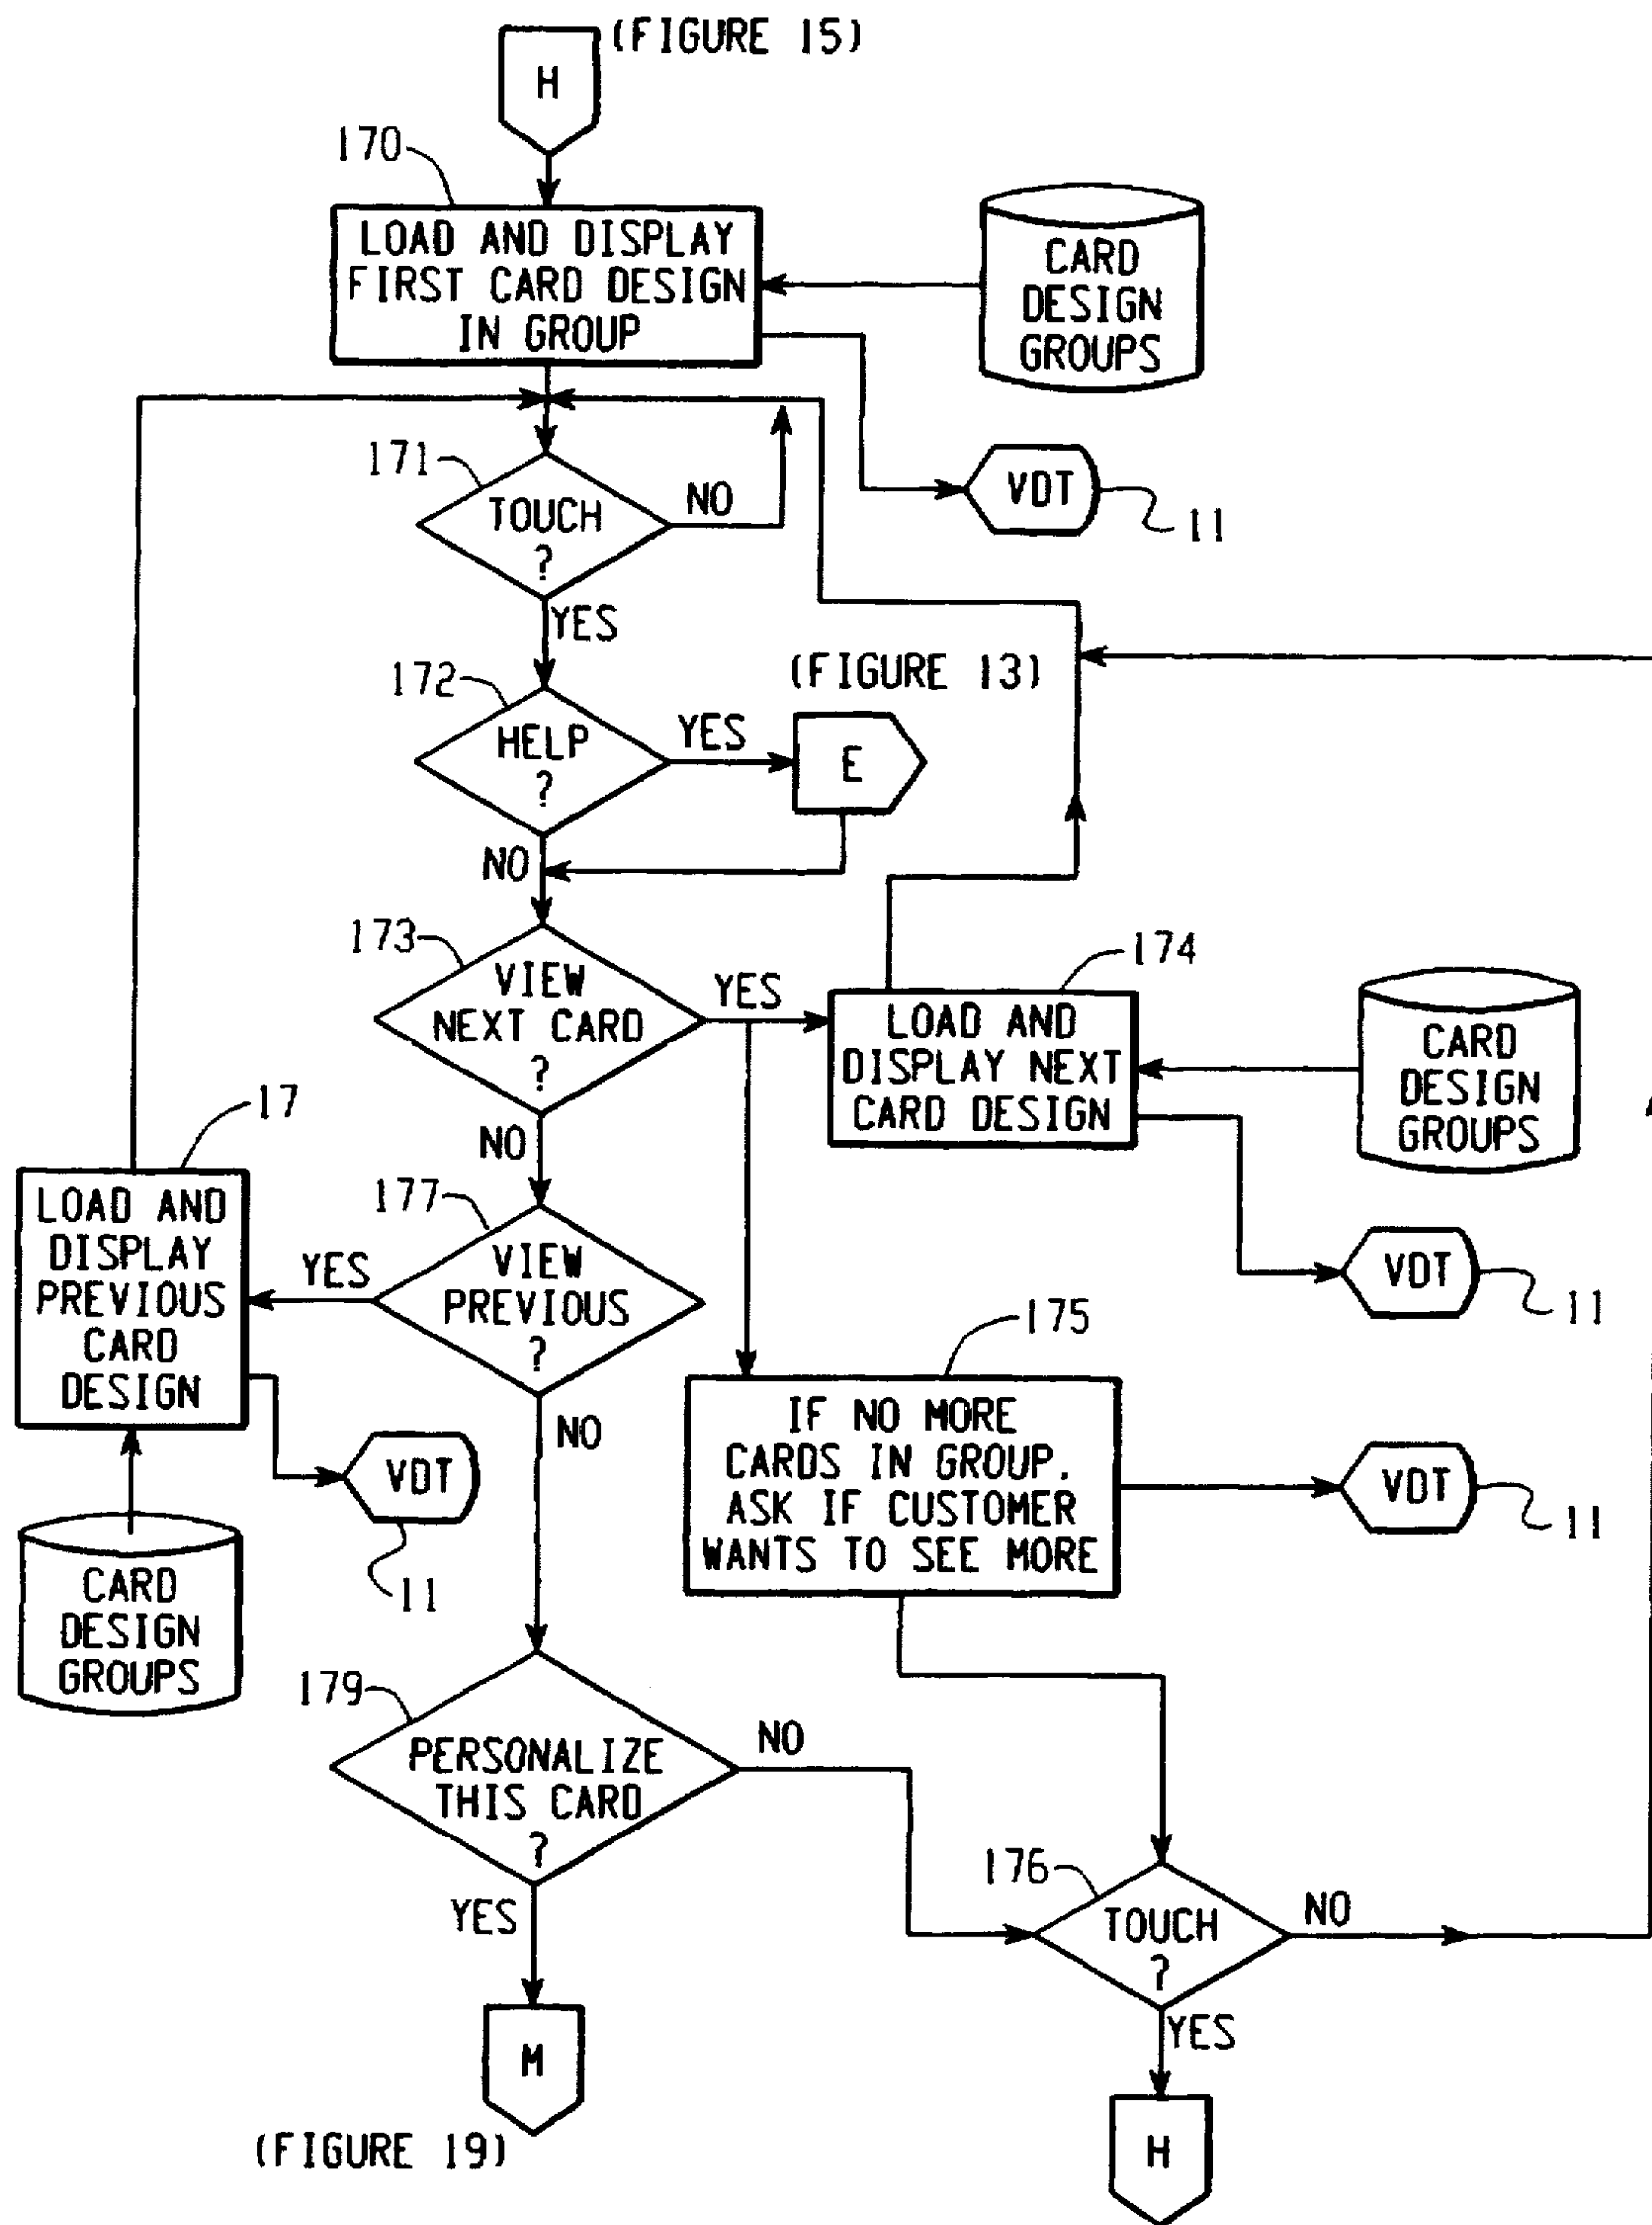 (FIGURE 15)
H
170
LOAD AND DISPLAY
FIRST CARD DESIGN
IN GROUP
CARD
DESIGN
GROUPS
VDT
11
171
TOUCH
?
NO
YES
(FIGURE 13)
172
HELP
?
YES
E
NO
173
VIEW
NEXT CARD
?
YES
174
LOAD AND
DISPLAY NEXT
CARD DESIGN
CARD
DESIGN
GROUPS
VDT
11
NO
17
LOAD AND
DISPLAY
PREVIOUS
CARD
DESIGN
YES
177
VIEW
PREVIOUS
?
NO
VDT
11
CARD
DESIGN
GROUPS
175
IF NO MORE
CARDS IN GROUP.
ASK IF CUSTOMER
WANTS TO SEE MORE
VDT
11
179
PERSONALIZE
THIS CARD
?
NO
YES
M
(FIGURE 19)
176
TOUCH
?
NO
YES
H